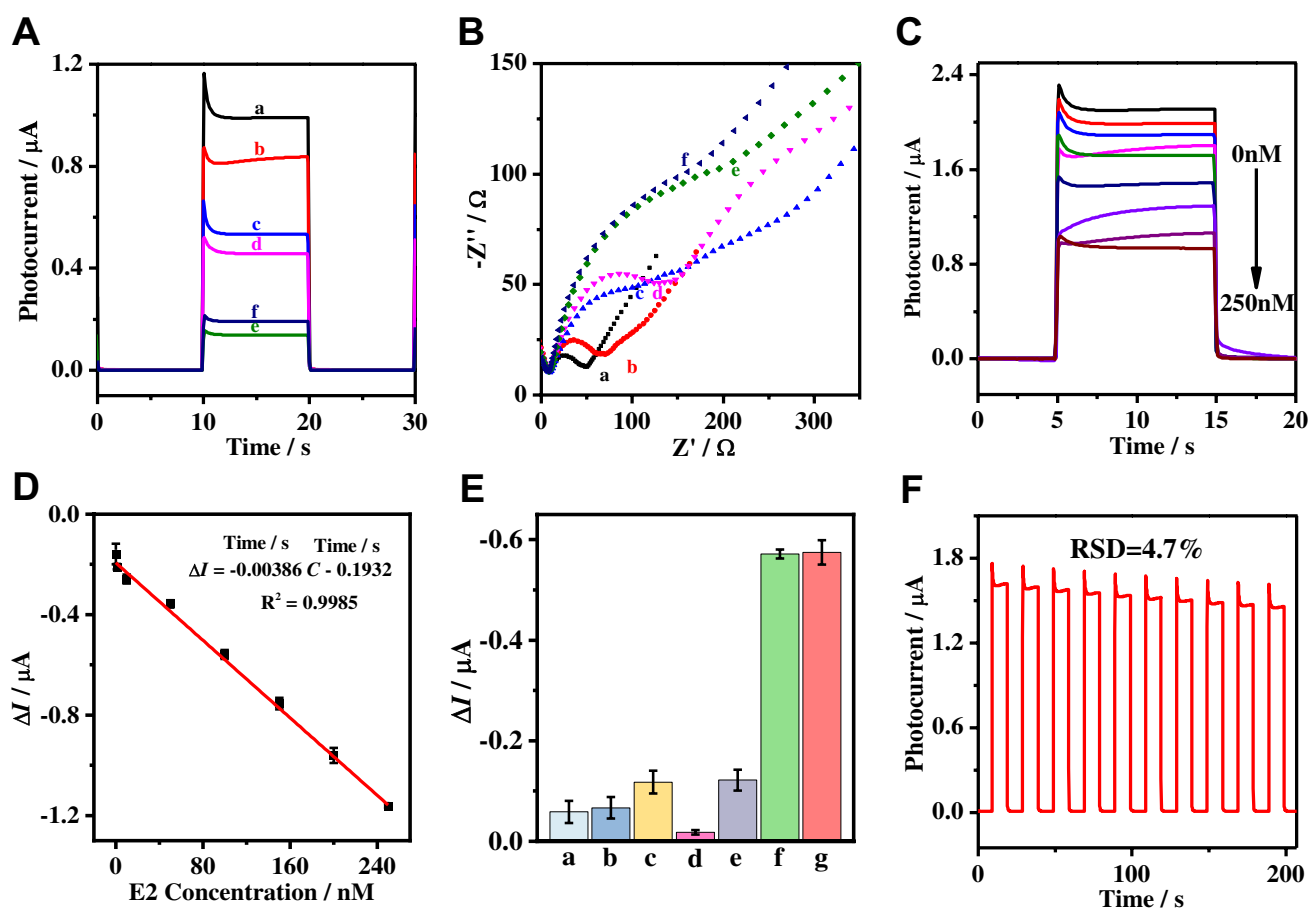 A
Photocurrent / μA
1.2
0.8
0.4
0.0
a
b
c
d
f
e
0 10 20 30
Time / s
B
-Z'' / Ω
150
100
50
0
f
e
c d
b
a
0 100 200 300
Z' / Ω
C
Photocurrent / μA
2.4
1.6
0.8
0.0
0nM
250nM
0 5 10 15 20
Time / s
D
ΔI / μA
0.0
-0.4
-0.8
-1.2
Time / s Time / s
ΔI = -0.00386 C - 0.1932
R² = 0.9985
0 80 160 240
E2 Concentration / nM
E
ΔI / μA
-0.6
-0.4
-0.2
0.0
a b c d e f g
F
Photocurrent / μA
1.8
1.2
0.6
0.0
RSD=4.7%
0 100 200
Time / s